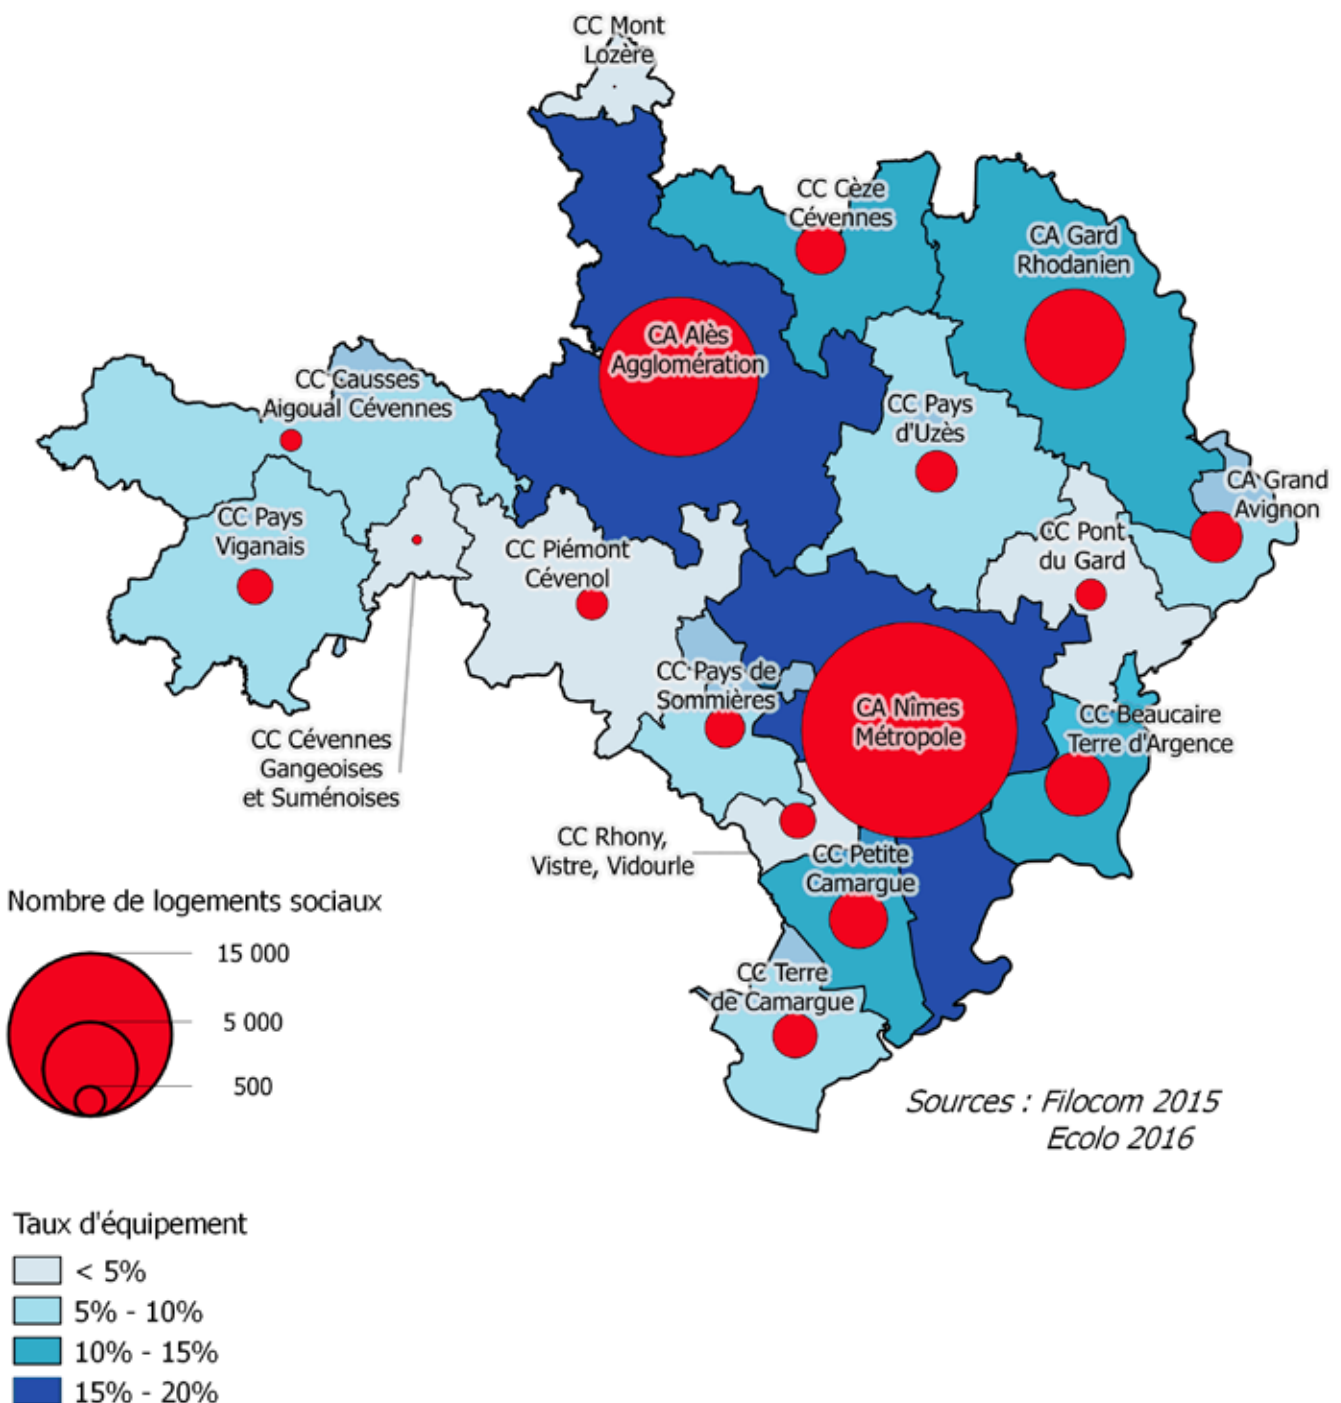 CC Mont
Lozère
CC Cèze
Cévennes
CA Gard
Rhodanien
CA Alès
Agglomération
CC Causses
Aigoual Cévennes
CC Pays
d'Uzès
CA Grand
Avignon
CC Pays
Viganais
CC Piémont
Cévenol
CC Pont
du Gard
CC Pays de
Sommières
CA Nîmes
Métropole
CC Beaucaire
Terre d'Argence
CC Cévennes
Gangeoises
et Suménoises
CC Rhony,
Vistre, Vidourle
CC Petite
Camargue
CC Terre
de Camargue
Nombre de logements sociaux
15 000
5 000
500
Sources : Filocom 2015
Ecolo 2016
Taux d'équipement
< 5%
5% - 10%
10% - 15%
15% - 20%